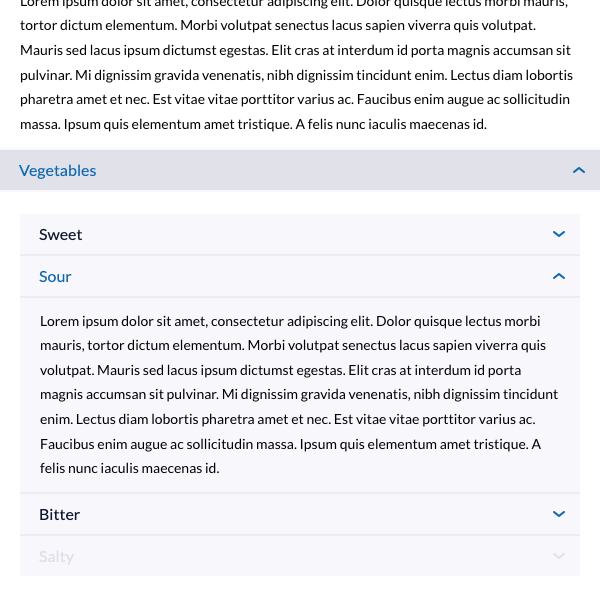 Lorem ipsum dolor sit amet, consectetur adipiscing elit. Dolor quisque lectus morbi mauris,
tortor dictum elementum. Morbi volutpat senectus lacus sapien viverra quis volutpat.
Mauris sed lacus ipsum dictumst egestas. Elit cras at interdum id porta magnis accumsan sit
pulvinar. Mi dignissim gravida venenatis, nibh dignissim tincidunt enim. Lectus diam lobortis
pharetra amet et nec. Est vitae vitae porttitor varius ac. Faucibus enim augue ac sollicitudin
massa. Ipsum quis elementum amet tristique. A felis nunc iaculis maecenas id.
Vegetables
Sweet
Sour
Lorem ipsum dolor sit amet, consectetur adipiscing elit. Dolor quisque lectus morbi
mauris, tortor dictum elementum. Morbi volutpat senectus lacus sapien viverra quis
volutpat. Mauris sed lacus ipsum dictumst egestas. Elit cras at interdum id porta
magnis accumsan sit pulvinar. Mi dignissim gravida venenatis, nibh dignissim tincidunt
enim. Lectus diam lobortis pharetra amet et nec. Est vitae vitae porttitor varius ac.
Faucibus enim augue ac sollicitudin massa. Ipsum quis elementum amet tristique. A
felis nunc iaculis maecenas id.
Bitter
Salty